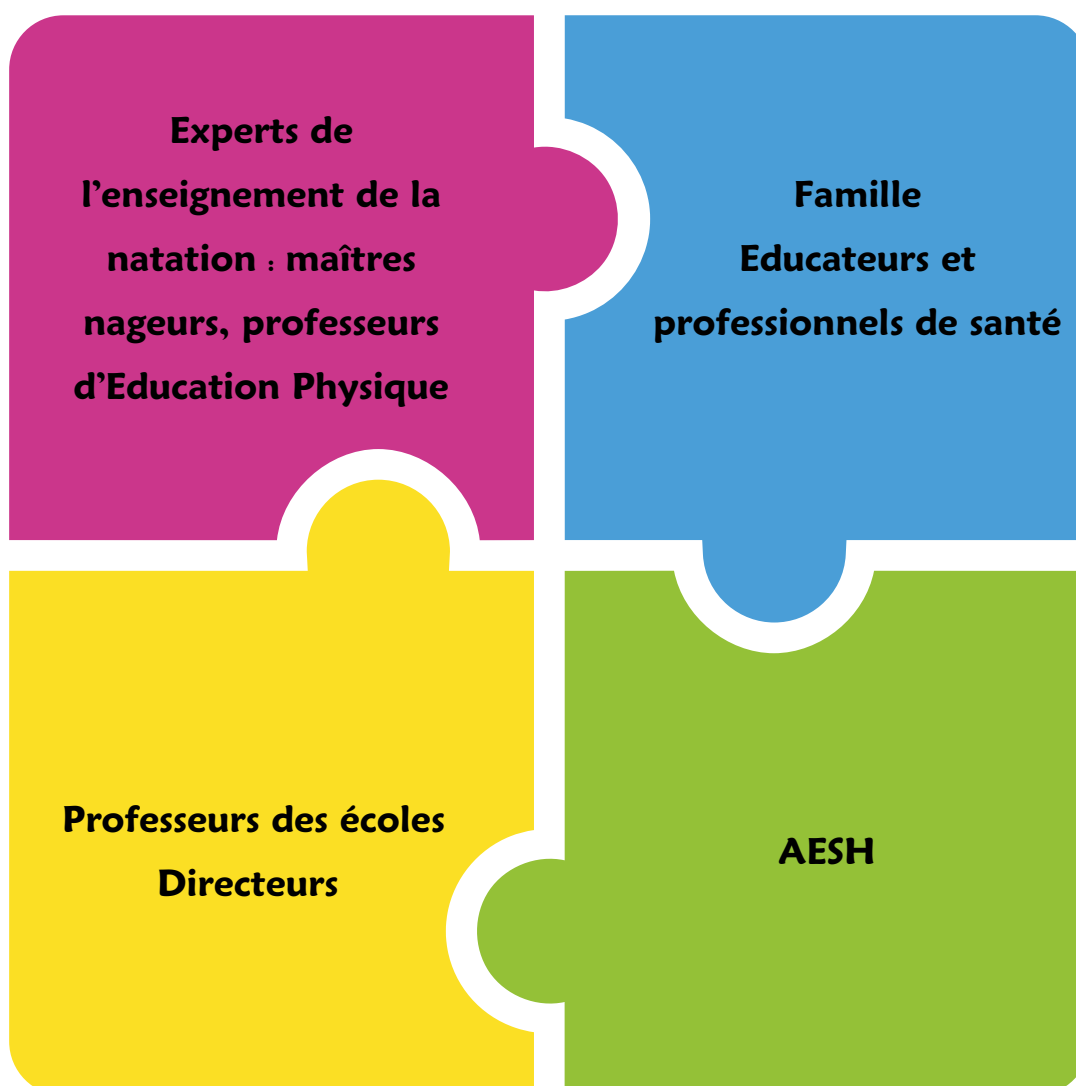 Experts de
l’enseignement de la
natation : maîtres
nageurs, professeurs
d’Education Physique
Famille
Educateurs et
professionnels de santé
Professeurs des écoles
Directeurs
AESH